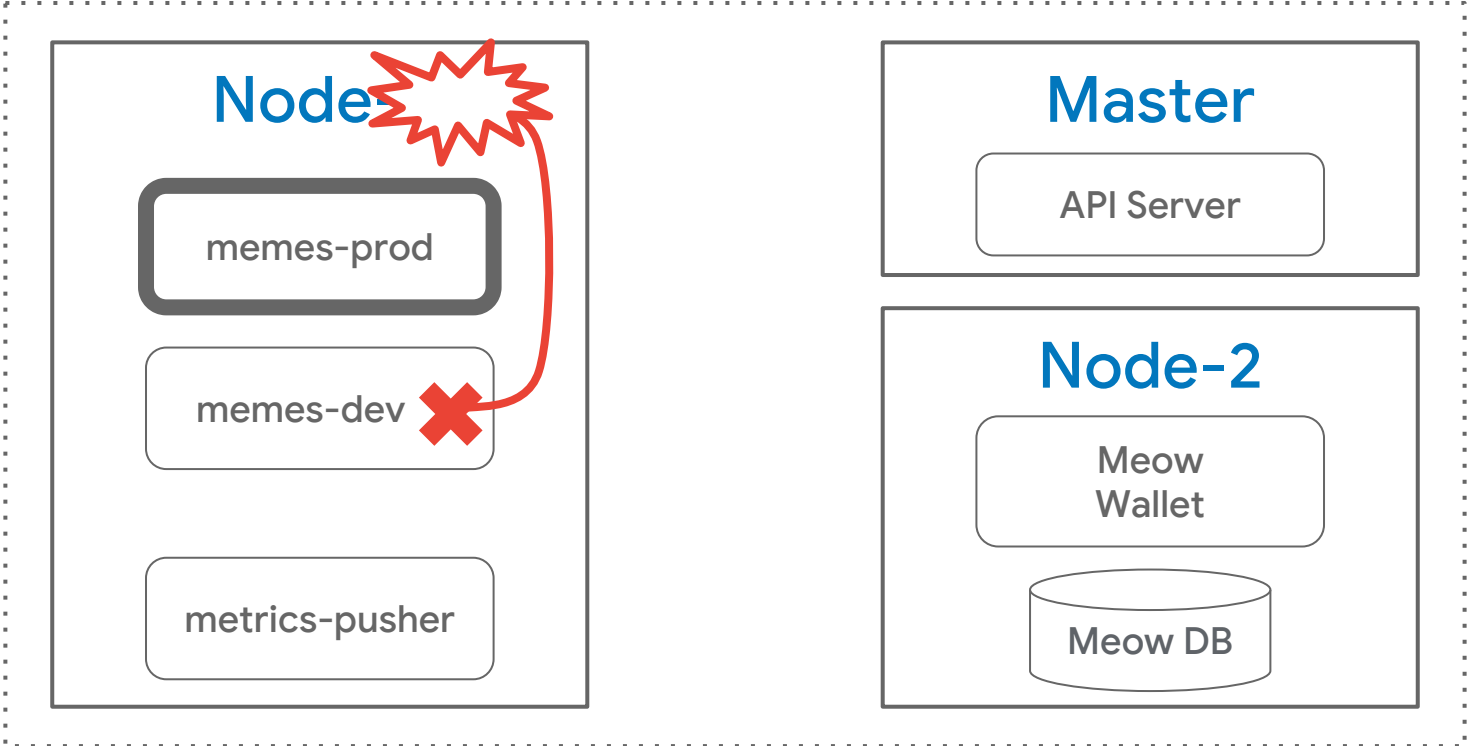 Node-
memes-prod
memes-dev
metrics-pusher
Master
API Server
Node-2
Meow
Wallet
Meow DB